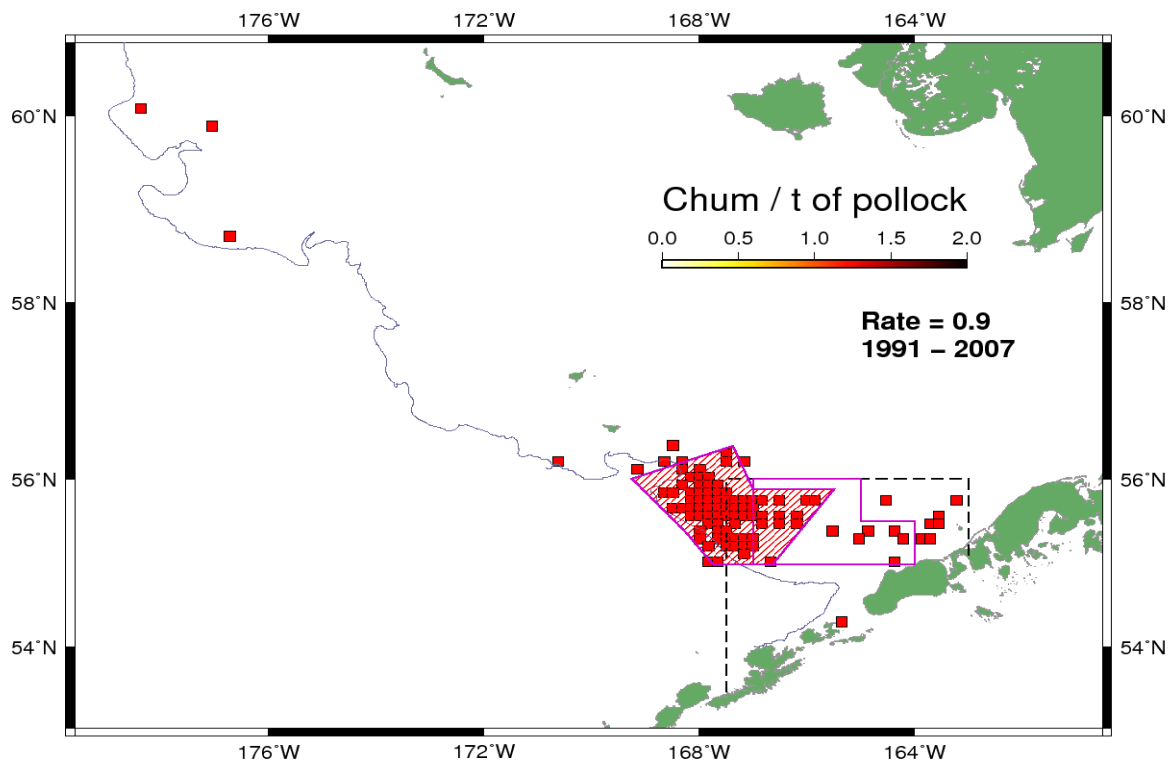 176˚W 172˚W 168˚W 164˚W
60˚N 60˚N
Chum / t of pollock
0.0 0.5 1.0 1.5 2.0
58˚N 58˚N
Rate = 0.9
1991 – 2007
56˚N 56˚N
54˚N 54˚N
176˚W 172˚W 168˚W 164˚W